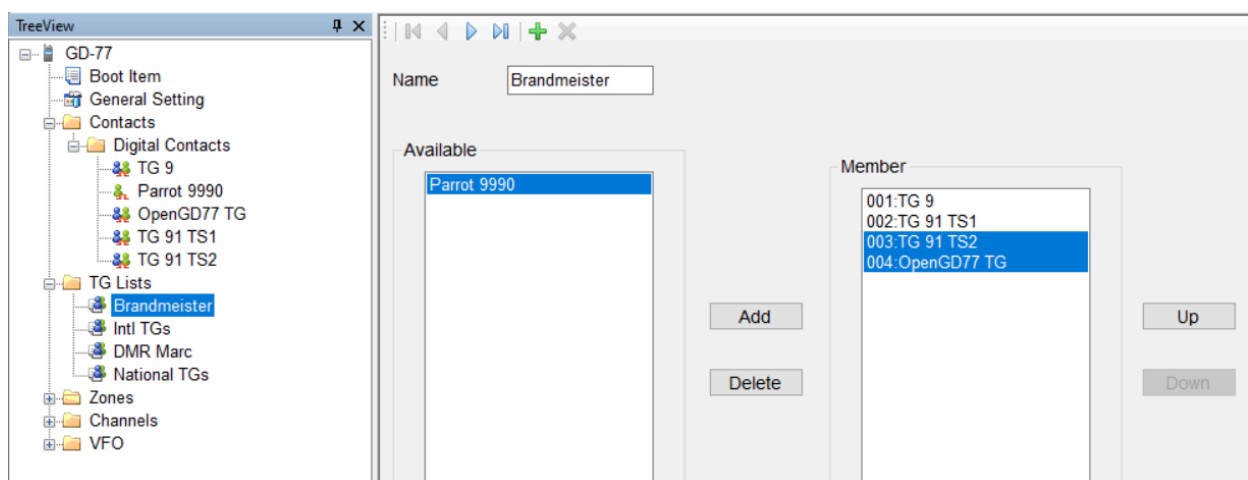 TreeView
GD-77
Boot Item
General Setting
Contacts
Digital Contacts
TG 9
Parrot 9990
OpenGD77 TG
TG 91 TS1
TG 91 TS2
TG Lists
Brandmeister
Intl TGs
DMR Marc
National TGs
Zones
Channels
VFO
Name Brandmeister
Available
Parrot 9990
Add
Delete
Member
001:TG 9
002:TG 91 TS1
003:TG 91 TS2
004:OpenGD77 TG
Up
Down